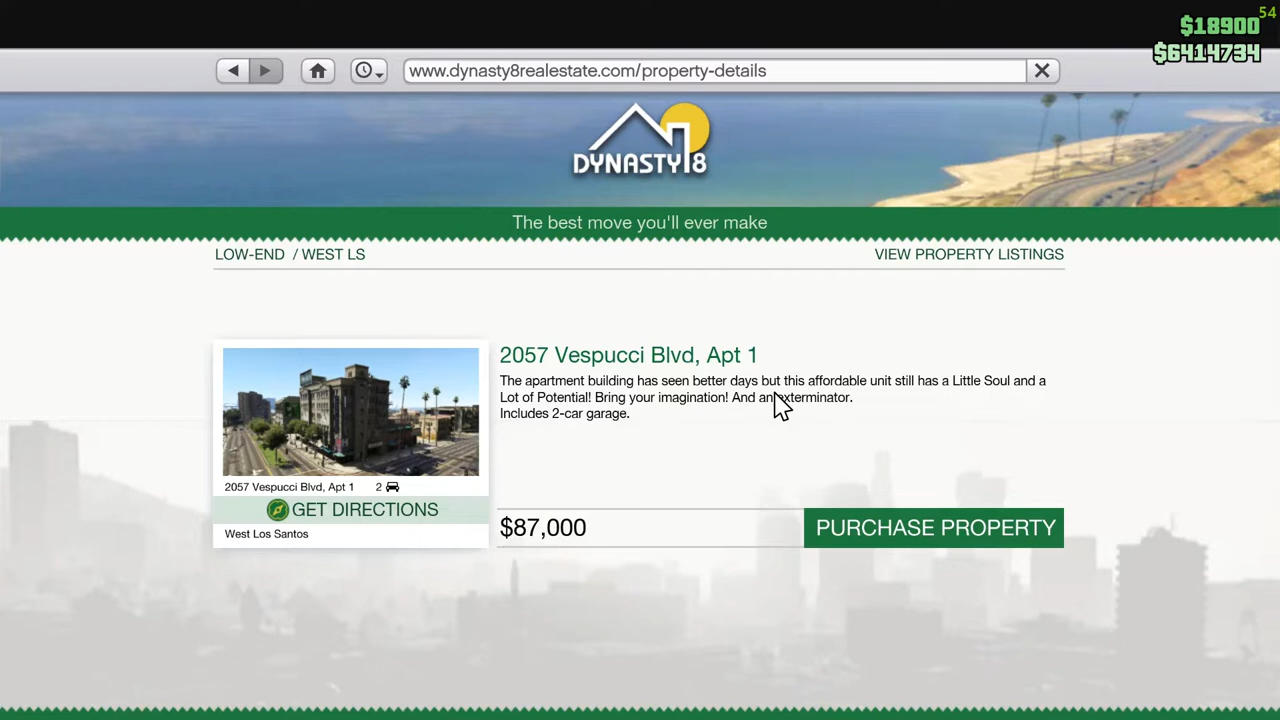 54
$18900
$6414734
www.dynasty8realestate.com/property-details
DYNASTY 8
The best move you'll ever make
LOW-END / WEST LS
VIEW PROPERTY LISTINGS
2057 Vespucci Blvd, Apt 1
The apartment building has seen better days but this affordable unit still has a Little Soul and a
Lot of Potential! Bring your imagination! And an exterminator.
Includes 2-car garage.
2057 Vespucci Blvd, Apt 1 2
GET DIRECTIONS
West Los Santos
$87,000
PURCHASE PROPERTY